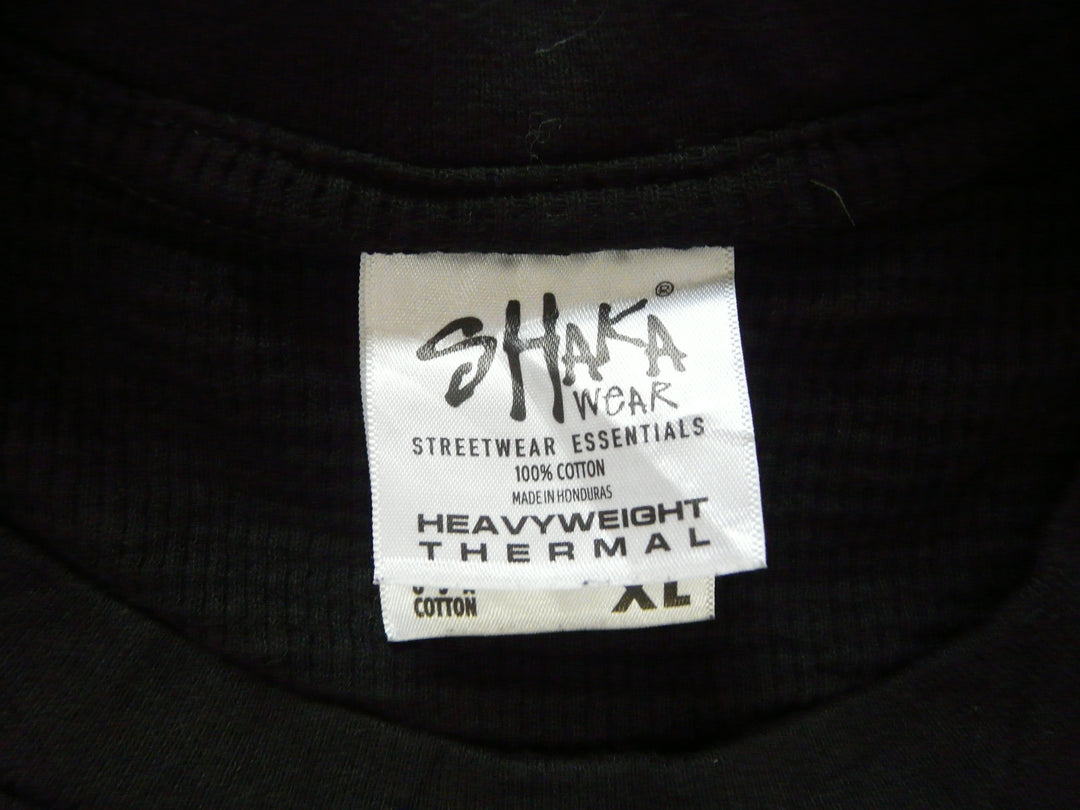 SHAKA ®
WEAR
STREETWEAR ESSENTIALS
100% COTTON
MADE IN HONDURAS
HEAVYWEIGHT
THERMAL
COTTON XL